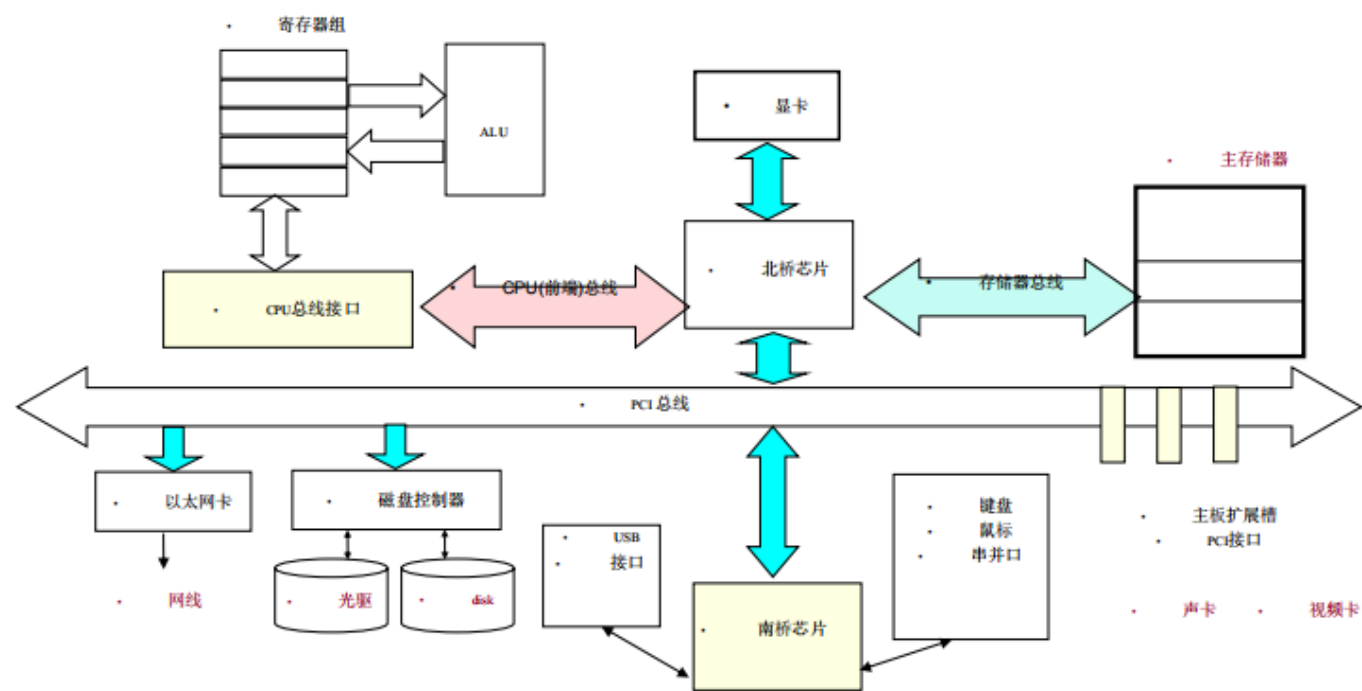 • 寄存器组
ALU
• 显卡
• 主存储器
• 北桥芯片
• CPU总线接口
• CPU(前端)总线
• 存储器总线
• PCI 总线
• 以太网卡
• 磁盘控制器
• USB
• 接口
• 键盘
• 鼠标
• 串并口
• 主板扩展槽
• PCI接口
• 网线
• 光驱
• disk
• 南桥芯片
• 声卡
• 视频卡